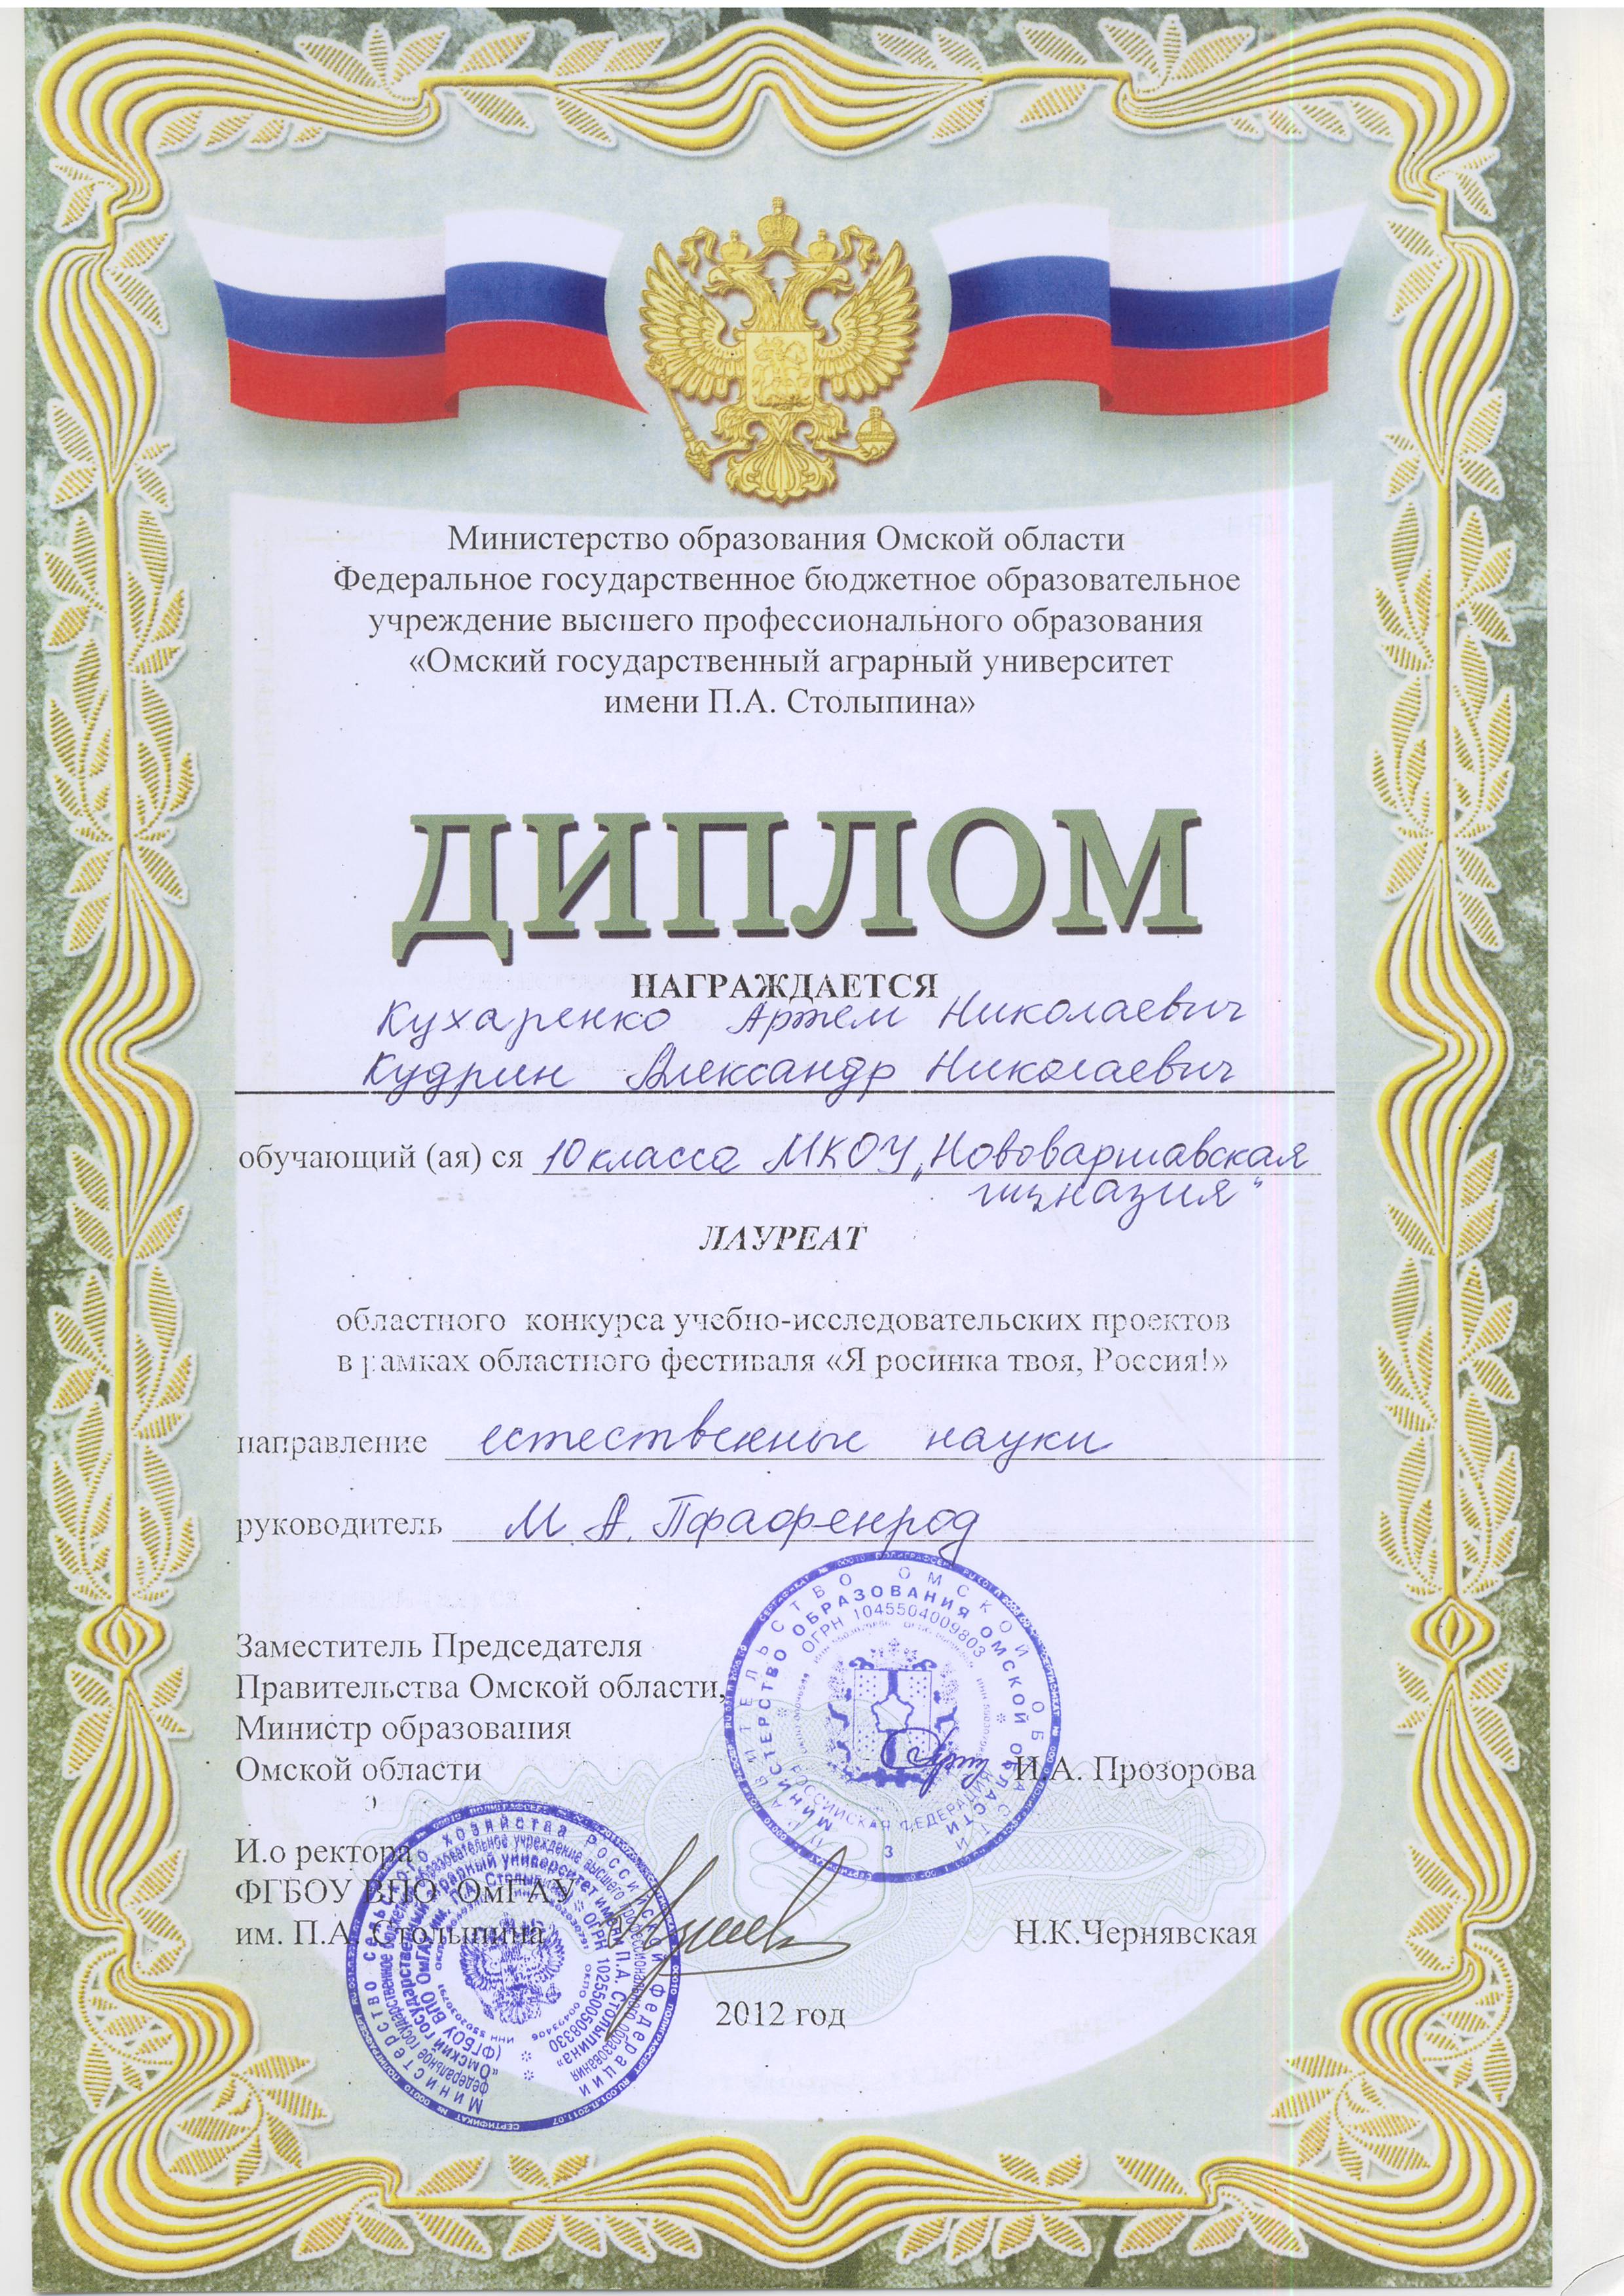 Министерство образования Омской области
Федеральное государственное бюджетное образовательное
учреждение высшего профессионального образования
«Омский государственный аграрный университет
имени П.А. Столыпина»
ДИПЛОМ
НАГРАЖДАЕТСЯ
Кухаренко Артем Николаевич
Кудрин Александр Николаевич
обучающий (ая) ся 10 класса МКОУ „Нововаршавская
гимназия"
ЛАУРЕАТ
областного конкурса учебно-исследовательских проектов
в рамках областного фестиваля «Я росинка твоя, Россия!»
направление естественные науки
руководитель М. А. Пфафенрод
Заместитель Председателя
Правительства Омской области,
Министр образования
Омской области И.А. Прозорова
ПРАВИТЕЛЬСТВО ОМСКОЙ ОБЛАСТИ
МИНИСТЕРСТВО ОБРАЗОВАНИЯ ОМСКОЙ ОБЛАСТИ
ОГРН 1045504009803
РОССИЙСКАЯ ФЕДЕРАЦИЯ
3
И.о ректора
ФГБОУ ВПО ОмГАУ
им. П.А. Столыпина Н.К.Чернявская
Министерство сельского хозяйства Российской Федерации
федеральное государственное бюджетное образовательное учреждение высшего профессионального образования
«Омский государственный аграрный университет имени П.А. Столыпина»
(ФГБОУ ВПО ОмГАУ им. П.А. Столыпина) ОГРН 1025500508330
2012 год